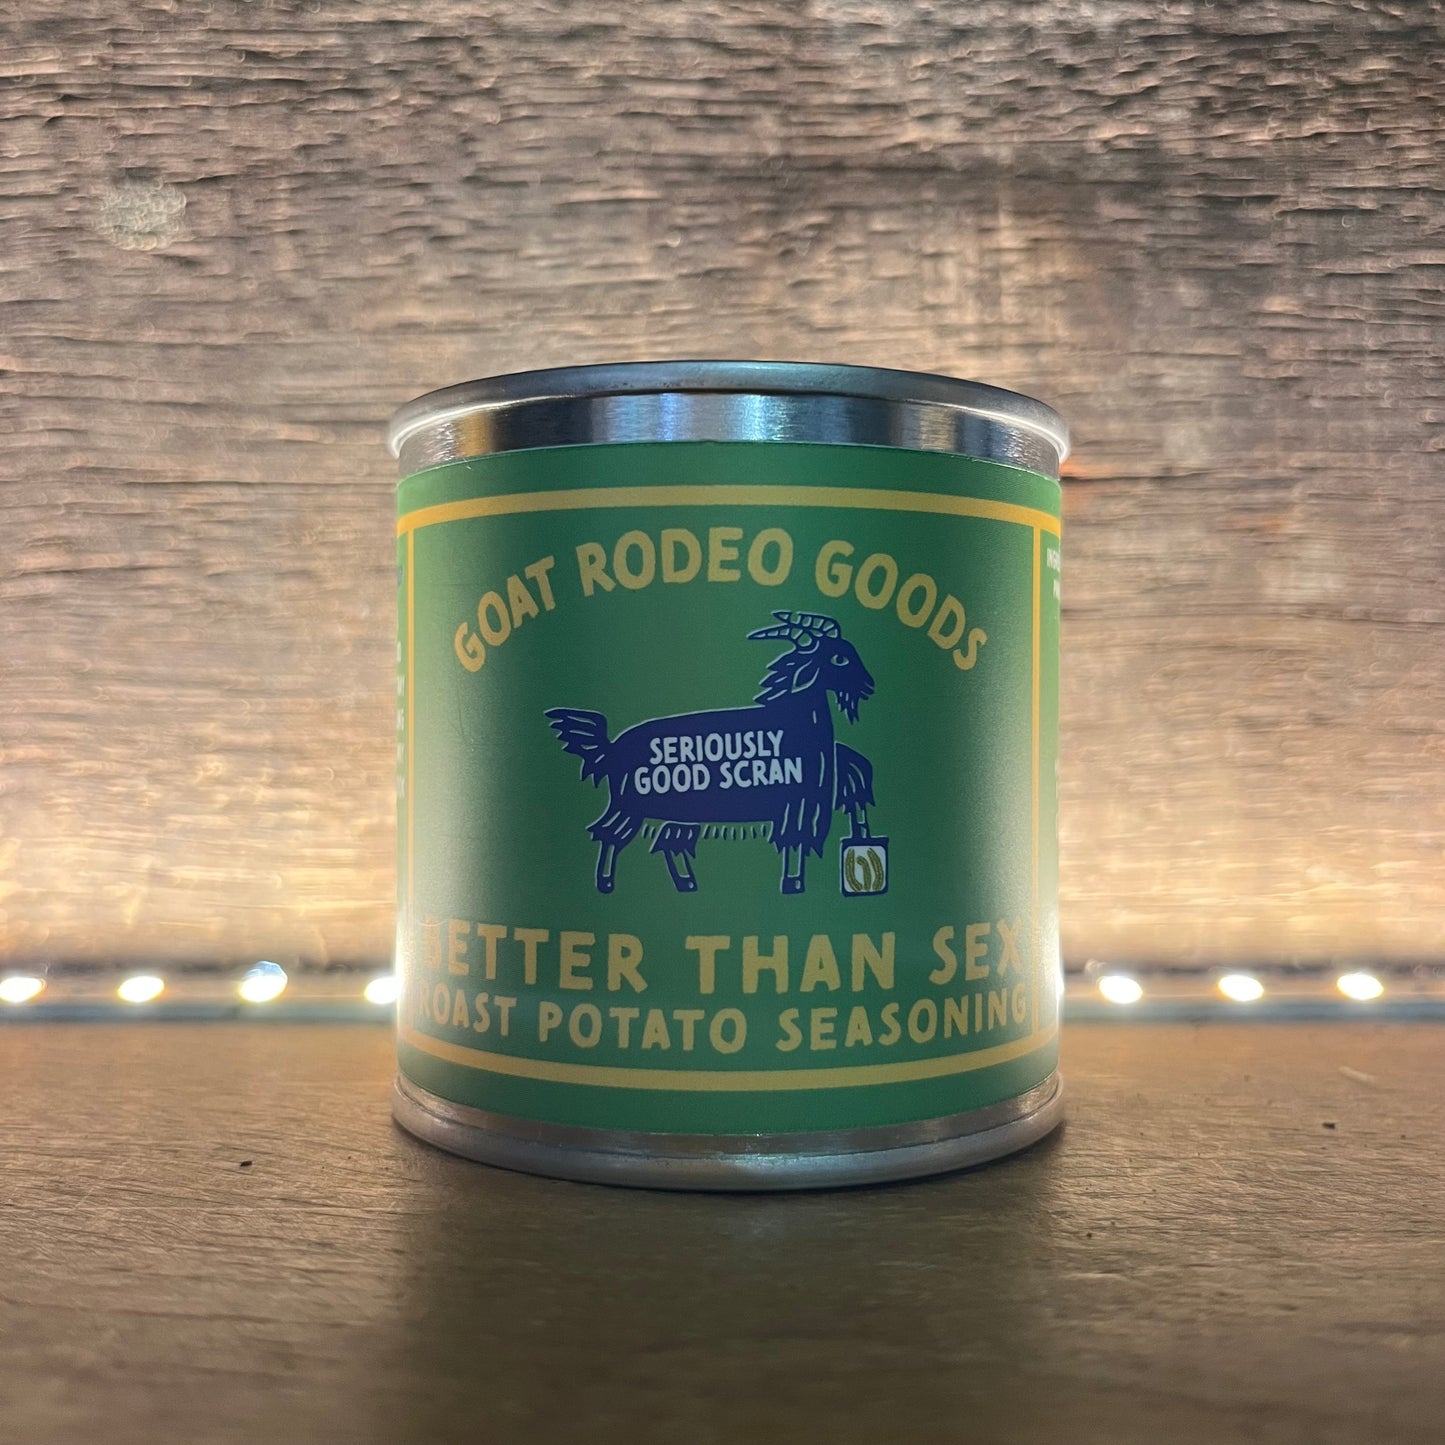 GOAT RODEO GOODS
SERIOUSLY
GOOD SCRAN
BETTER THAN SEX
ROAST POTATO SEASONING